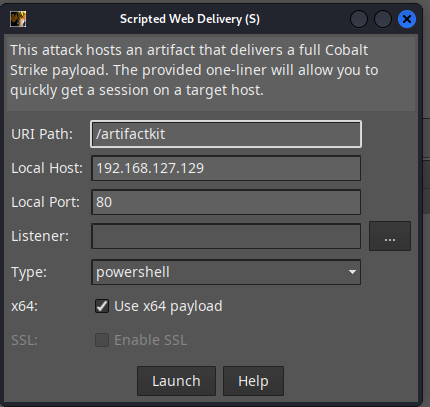 Scripted Web Delivery (S)
This attack hosts an artifact that delivers a full Cobalt
Strike payload. The provided one-liner will allow you to
quickly get a session on a target host.
URI Path: /artifactkit
Local Host: 192.168.127.129
Local Port: 80
Listener: ...
Type: powershell
x64: Use x64 payload
SSL: Enable SSL
Launch Help